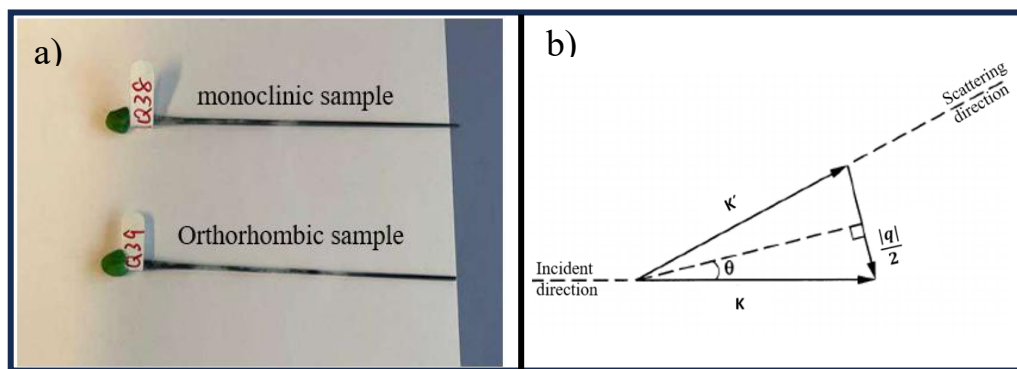 a)
Q38
monoclinic sample
Q39
Orthorhombic sample
b)
Scattering
direction
K′
|q|
2
θ
Incident
direction
K